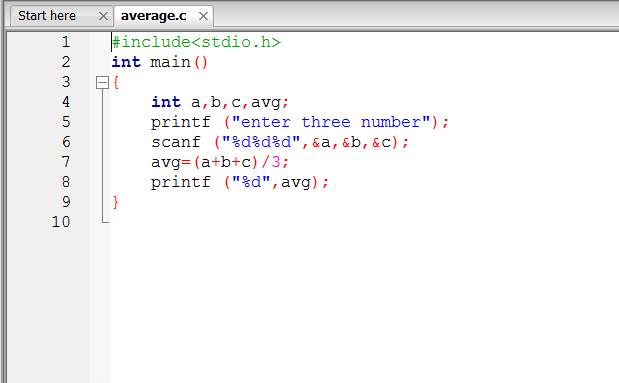 Start here average.c
1 #include<stdio.h>
2 int main()
3 {
4 int a,b,c,avg;
5 printf ("enter three number");
6 scanf ("%d%d%d",&a,&b,&c);
7 avg=(a+b+c)/3;
8 printf ("%d",avg);
9 }
10